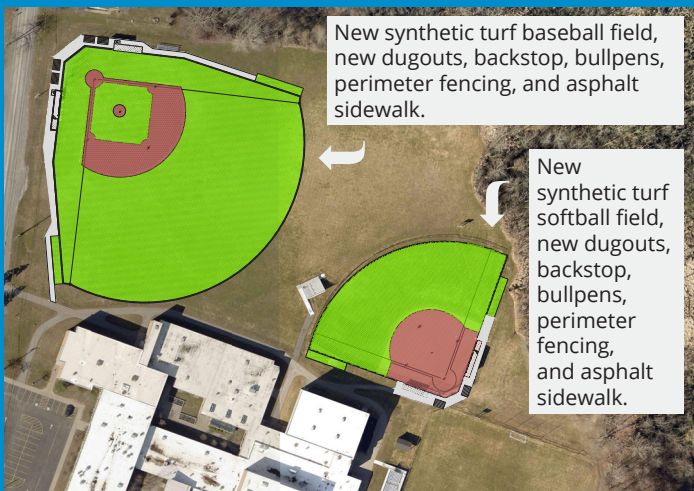 New synthetic turf baseball field,
new dugouts, backstop, bullpens,
perimeter fencing, and asphalt
sidewalk.
New
synthetic turf
softball field,
new dugouts,
backstop,
bullpens,
perimeter
fencing,
and asphalt
sidewalk.